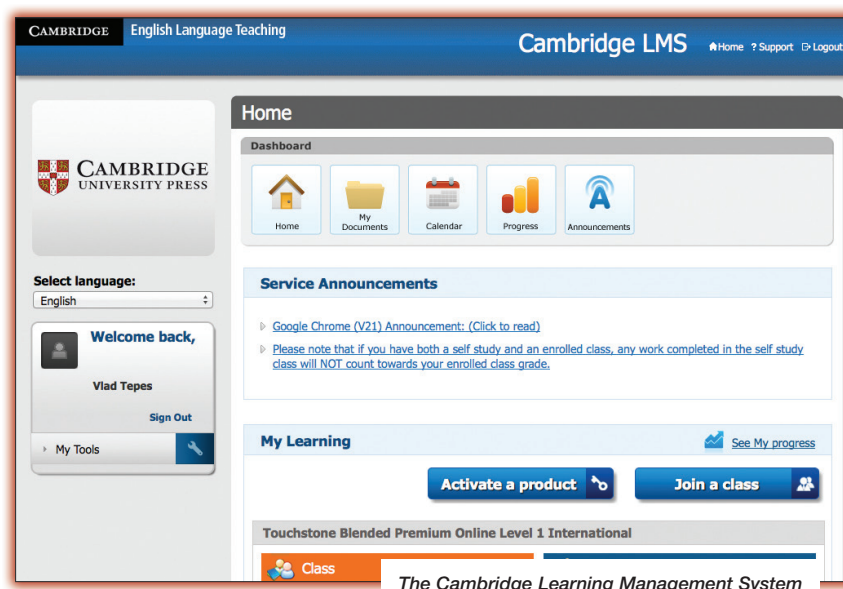 CAMBRIDGE English Language Teaching
Cambridge LMS Home ? Support Logout
CAMBRIDGE
UNIVERSITY PRESS
Select language:
English
Welcome back,
Vlad Tepes
Sign Out
My Tools
Home
Dashboard
Home
My
Documents
Calendar
Progress
Announcements
Service Announcements
Google Chrome (V21) Announcement: (Click to read)
Please note that if you have both a self study and an enrolled class, any work completed in the self study
class will NOT count towards your enrolled class grade.
My Learning
See My progress
Activate a product
Join a class
Touchstone Blended Premium Online Level 1 International
Class
The Cambridge Learning Management System